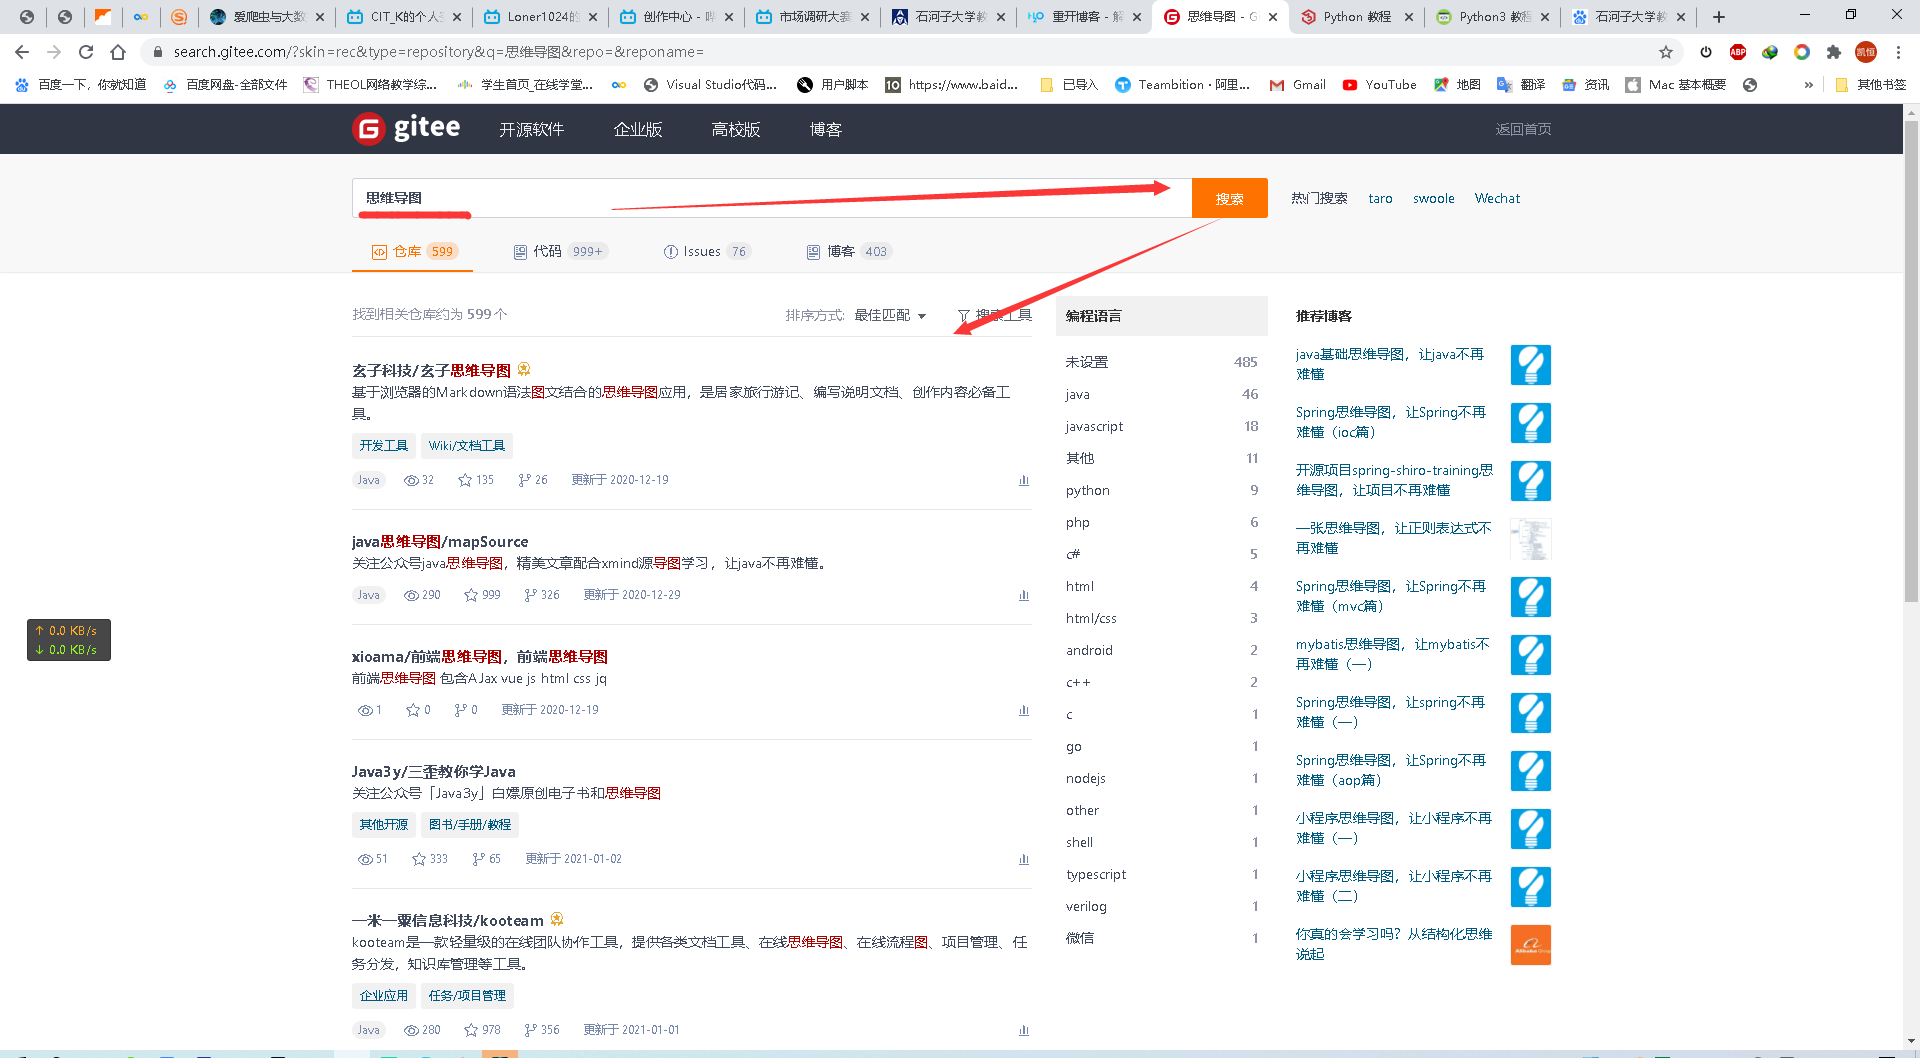 爱爬虫与大数
CIT_K的个人空
Loner1024的
创作中心 - 哔
市场调研大赛
石河子大学教
重开博客 - 解
思维导图 - G
Python 教程
Python3 教程
石河子大学教
search.gitee.com/?skin=rec&type=repository&q=思维导图&repo=&reponame=
ABP
凯恒
百度一下，你就知道
百度网盘-全部文件
THEOL网络教学综...
学生首页_在线学堂...
Visual Studio代码...
用户脚本
10
https://www.baid...
已导入
Teambition · 阿里...
Gmail
YouTube
地图
翻译
资讯
Mac 基本概要
»
其他书签
gitee
开源软件
企业版
高校版
博客
返回首页
思维导图
搜索
热门搜索
taro
swoole
Wechat
仓库 599
代码 999+
Issues 76
博客 403
找到相关仓库约为 599 个
排序方式: 最佳匹配
搜索工具
玄子科技/玄子思维导图
基于浏览器的Markdown语法图文结合的思维导图应用，是居家旅行游记、编写说明文档、创作内容必备工
具。
开发工具
Wiki/文档工具
Java 32 135 26 更新于 2020-12-19
java思维导图/mapSource
关注公众号java思维导图，精美文章配合xmind源导图学习，让java不再难懂。
Java 290 999 326 更新于 2020-12-29
xioama/前端思维导图，前端思维导图
前端思维导图 包含AJax vue js html css jq
1 0 0 更新于 2020-12-19
Java3y/三歪教你学Java
关注公众号「Java3y」白嫖原创电子书和思维导图
其他开源
图书/手册/教程
51 333 65 更新于 2021-01-02
一米一粟信息科技/kooteam
kooteam是一款轻量级的在线团队协作工具，提供各类文档工具、在线思维导图、在线流程图、项目管理、任
务分发，知识库管理等工具。
企业应用
任务/项目管理
Java 280 978 356 更新于 2021-01-01
编程语言
未设置 485
java 46
javascript 18
其他 11
python 9
php 6
c# 5
html 4
html/css 3
android 2
c++ 2
c 1
go 1
nodejs 1
other 1
shell 1
typescript 1
verilog 1
微信 1
推荐博客
java基础思维导图，让java不再
难懂
Spring思维导图，让Spring不再
难懂（ioc篇）
开源项目spring-shiro-training思
维导图，让项目不再难懂
一张思维导图，让正则表达式不
再难懂
Spring思维导图，让Spring不再
难懂（mvc篇）
mybatis思维导图，让mybatis不
再难懂（一）
Spring思维导图，让spring不再
难懂（一）
Spring思维导图，让Spring不再
难懂（aop篇）
小程序思维导图，让小程序不再
难懂（一）
小程序思维导图，让小程序不再
难懂（二）
你真的会学习吗？从结构化思维
说起
↑ 0.0 KB/s
↓ 0.0 KB/s